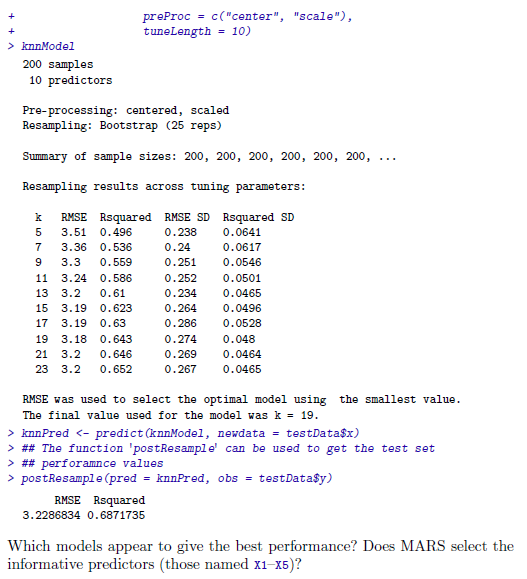 + preProc = c("center", "scale"),
+ tuneLength = 10)
> knnModel
200 samples
10 predictors
Pre-processing: centered, scaled
Resampling: Bootstrap (25 reps)
Summary of sample sizes: 200, 200, 200, 200, 200, 200, ...
Resampling results across tuning parameters:
k RMSE Rsquared RMSE SD Rsquared SD
5 3.51 0.496 0.238 0.0641
7 3.36 0.536 0.24 0.0617
9 3.3 0.559 0.251 0.0546
11 3.24 0.586 0.252 0.0501
13 3.2 0.61 0.234 0.0465
15 3.19 0.623 0.264 0.0496
17 3.19 0.63 0.286 0.0528
19 3.18 0.643 0.274 0.048
21 3.2 0.646 0.269 0.0464
23 3.2 0.652 0.267 0.0465
RMSE was used to select the optimal model using the smallest value.
The final value used for the model was k = 19.
> knnPred <- predict(knnModel, newdata = testData$x)
> ## The function 'postResample' can be used to get the test set
> ## perforamnce values
> postResample(pred = knnPred, obs = testData$y)
RMSE Rsquared
3.2286834 0.6871735
Which models appear to give the best performance? Does MARS select the
informative predictors (those named X1–X5)?